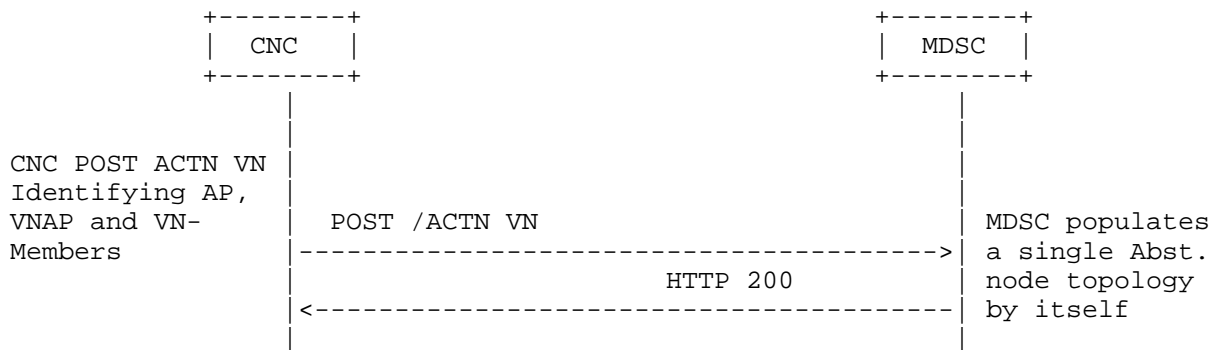 CNC MDSC
CNC POST ACTN VN
Identifying AP,
VNAP and VN- POST /ACTN VN MDSC populates
Members a single Abst.
HTTP 200 node topology
by itself